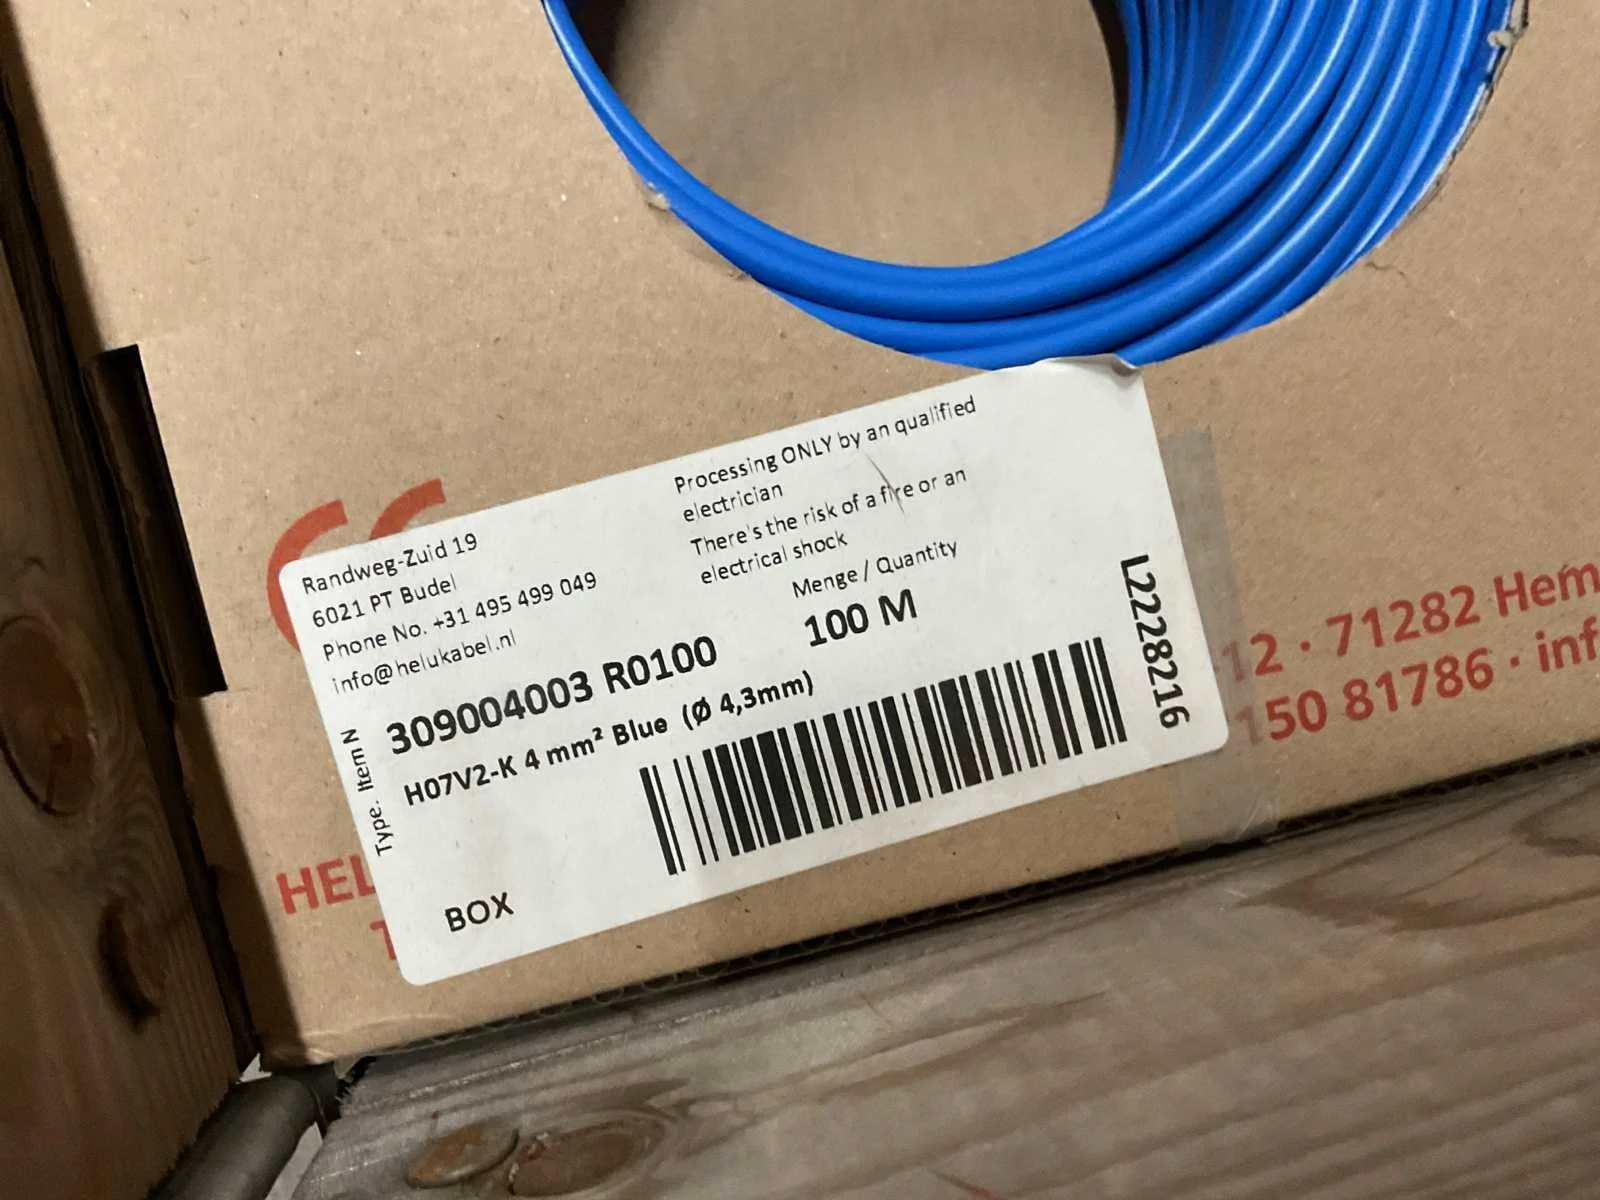 Randweg-Zuid 19
6021 PT Budel
Phone No. +31 495 499 049
info@helukabel.nl
Processing ONLY by an qualified
electrician
There's the risk of a fire or an
electrical shock
Menge / Quantity
100 M
Type. Item N
309004003 R0100
H07V2-K 4 mm² Blue (Ø 4,3mm)
BOX
L2228216
HEL
T
12 · 71282 Hem
150 81786 · inf